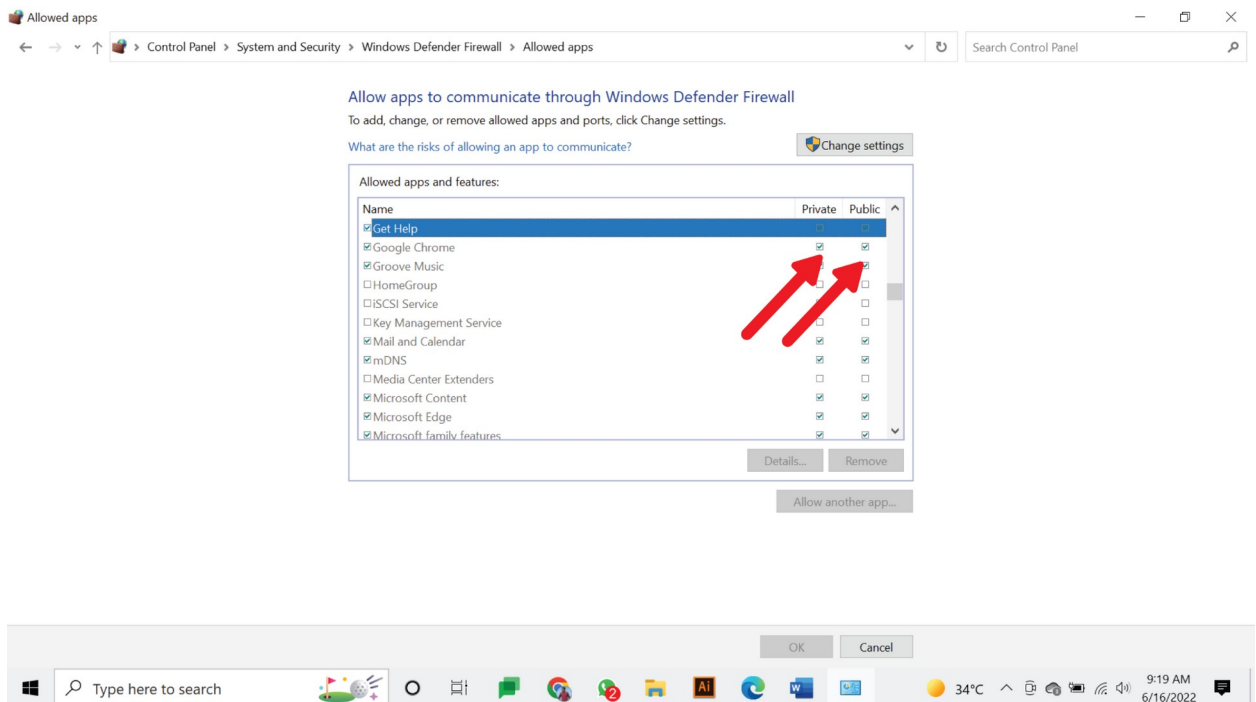 Allowed apps
Control Panel > System and Security > Windows Defender Firewall > Allowed apps
Search Control Panel
Allow apps to communicate through Windows Defender Firewall
To add, change, or remove allowed apps and ports, click Change settings.
What are the risks of allowing an app to communicate?
Change settings
Allowed apps and features:
Name Private Public
Get Help
Google Chrome
Groove Music
HomeGroup
iSCSI Service
Key Management Service
Mail and Calendar
mDNS
Media Center Extenders
Microsoft Content
Microsoft Edge
Microsoft family features
Details... Remove
Allow another app...
OK Cancel
Type here to search
2
Ai
W
34°C
9:19 AM
6/16/2022